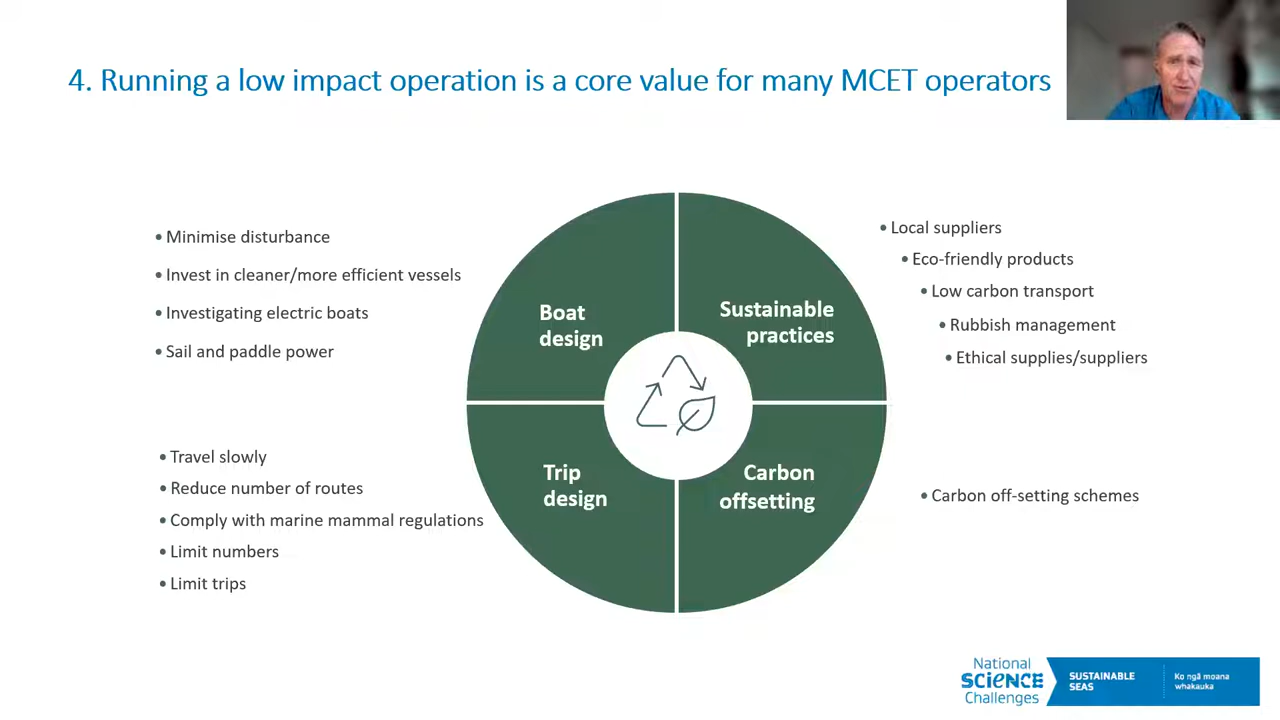 4. Running a low impact operation is a core value for many MCET operators
• Minimise disturbance
• Invest in cleaner/more efficient vessels
• Investigating electric boats
• Sail and paddle power
Boat
design
Sustainable
practices
• Local suppliers
• Eco-friendly products
• Low carbon transport
• Rubbish management
• Ethical supplies/suppliers
• Travel slowly
• Reduce number of routes
• Comply with marine mammal regulations
• Limit numbers
• Limit trips
Trip
design
Carbon
offsetting
• Carbon off-setting schemes
National
SCIENCE
Challenges
SUSTAINABLE
SEAS
Ko ngā moana
whakauka